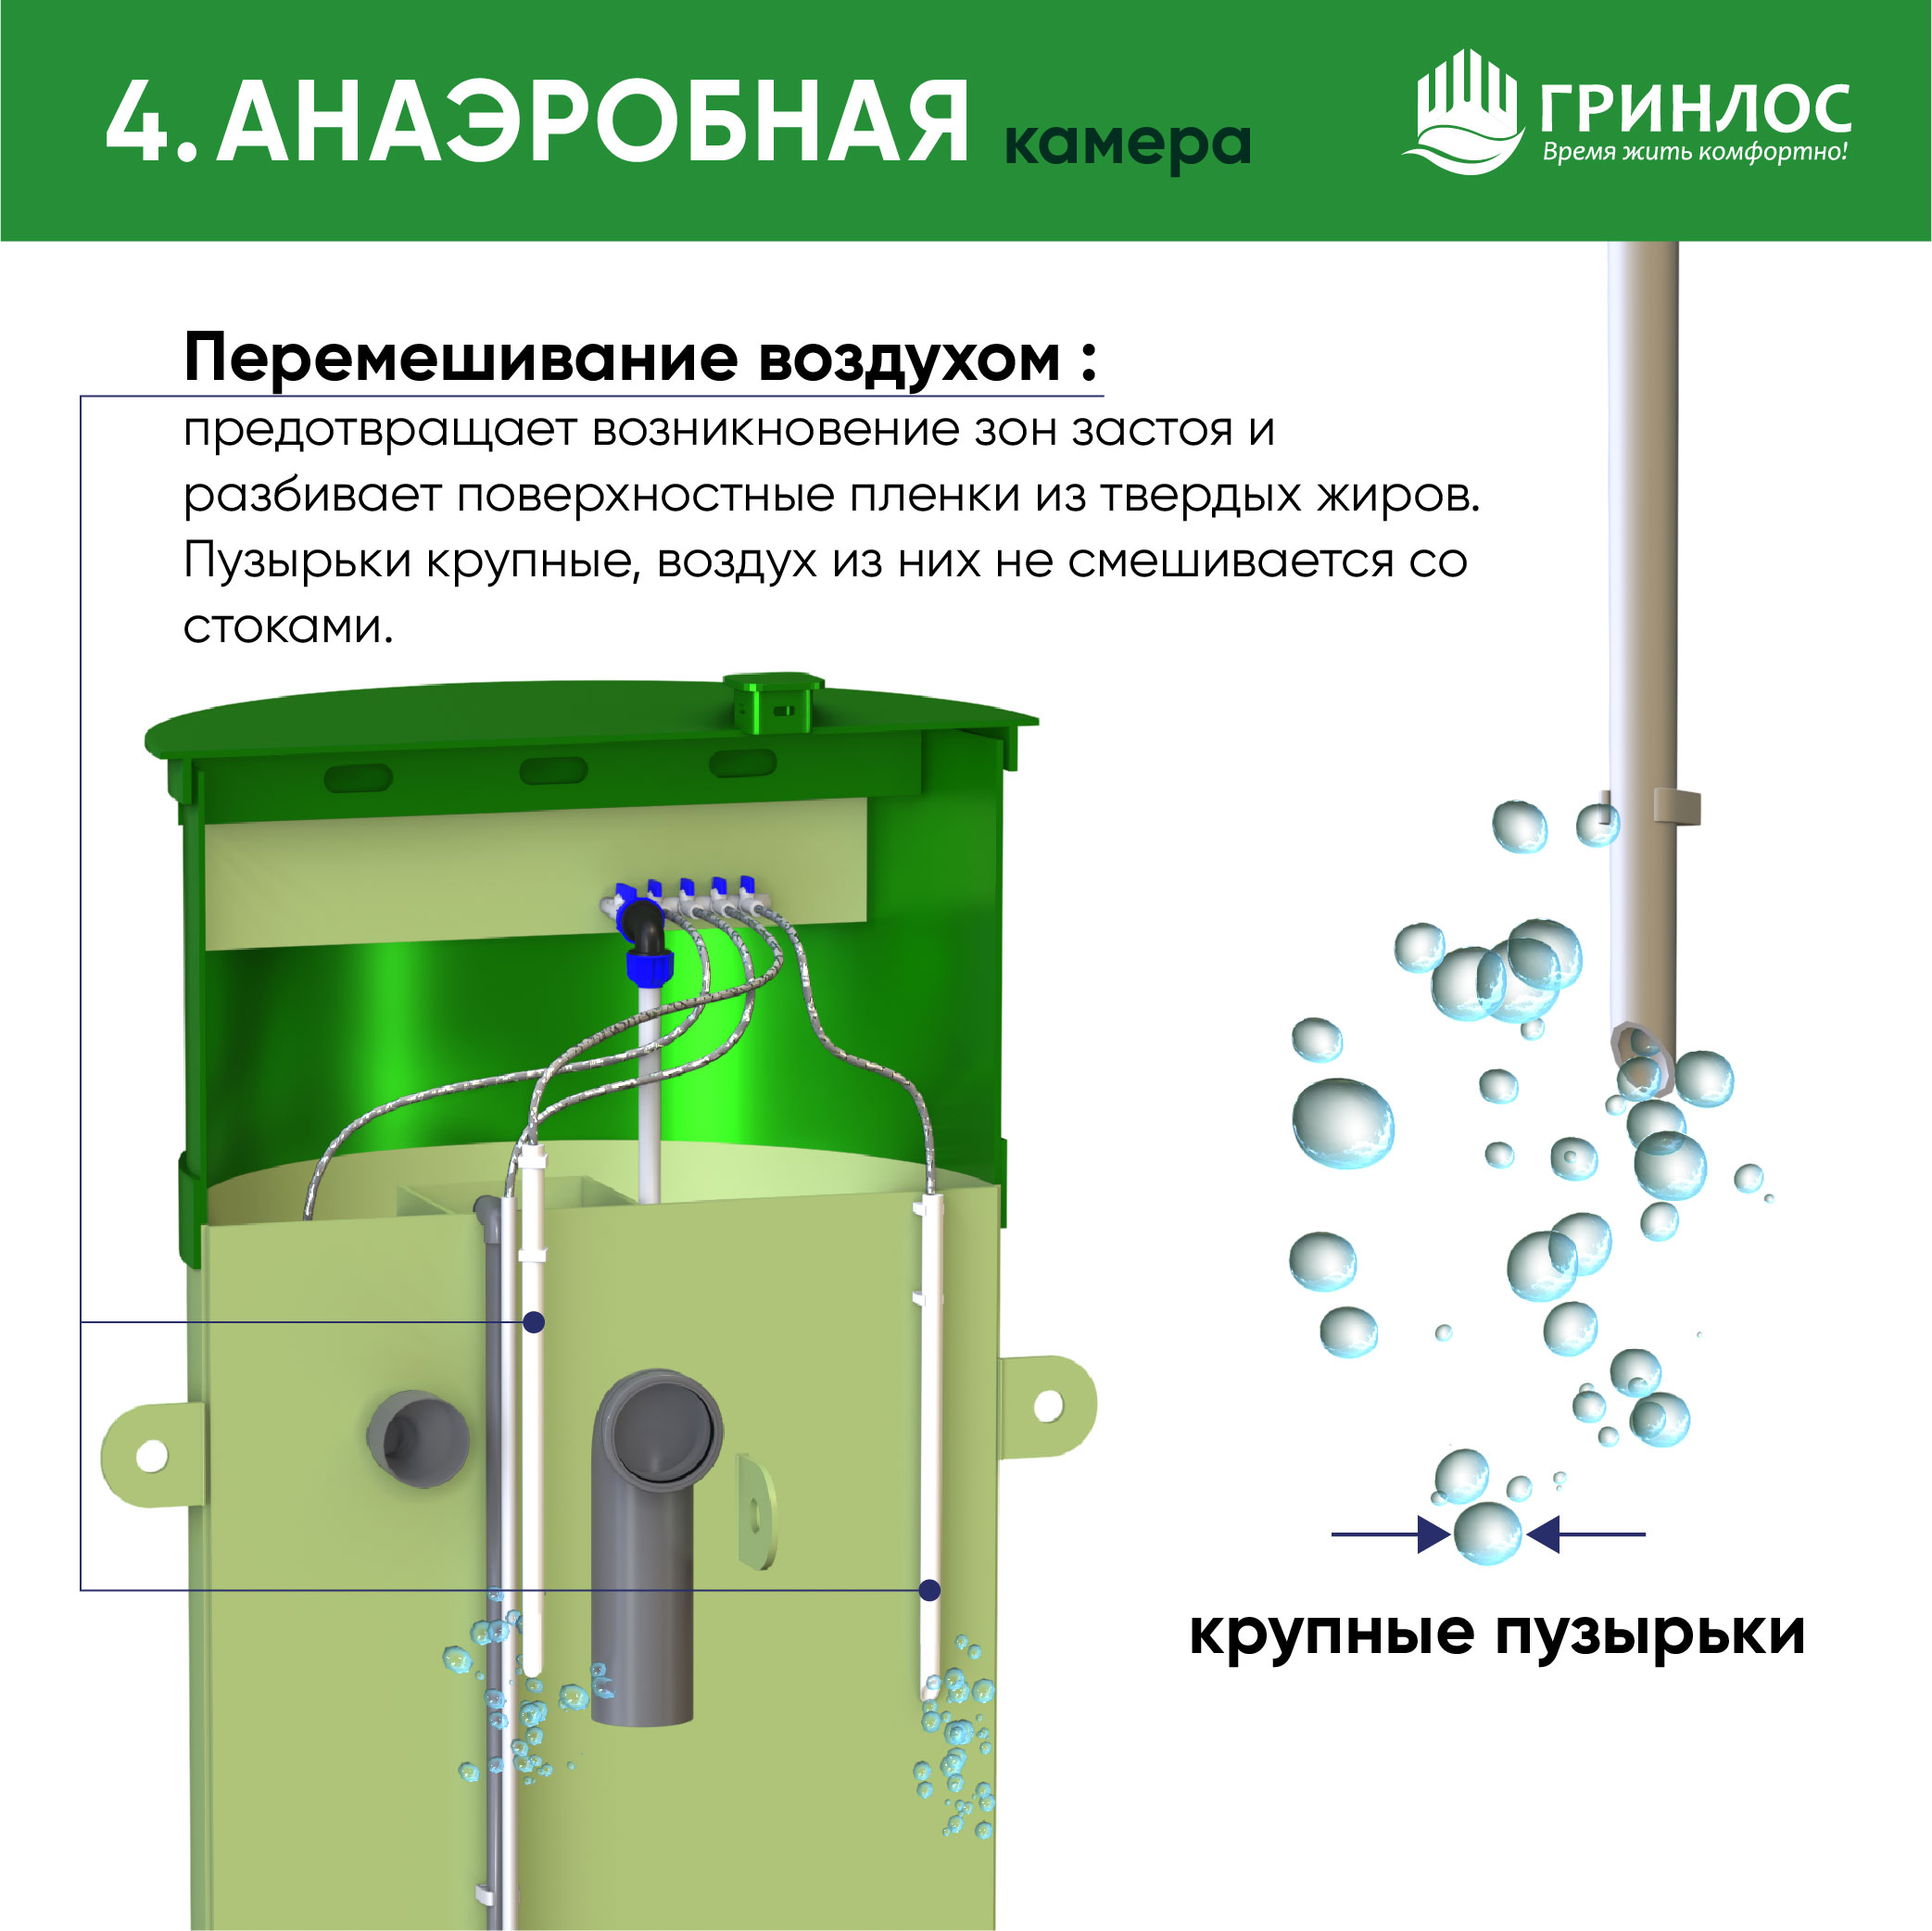 4. АНАЭРОБНАЯ камера
ГРИНЛОС
Время жить комфортно!
Перемешивание воздухом :
предотвращает возникновение зон застоя и
разбивает поверхностные пленки из твердых жиров.
Пузырьки крупные, воздух из них не смешивается со
стоками.
крупные пузырьки